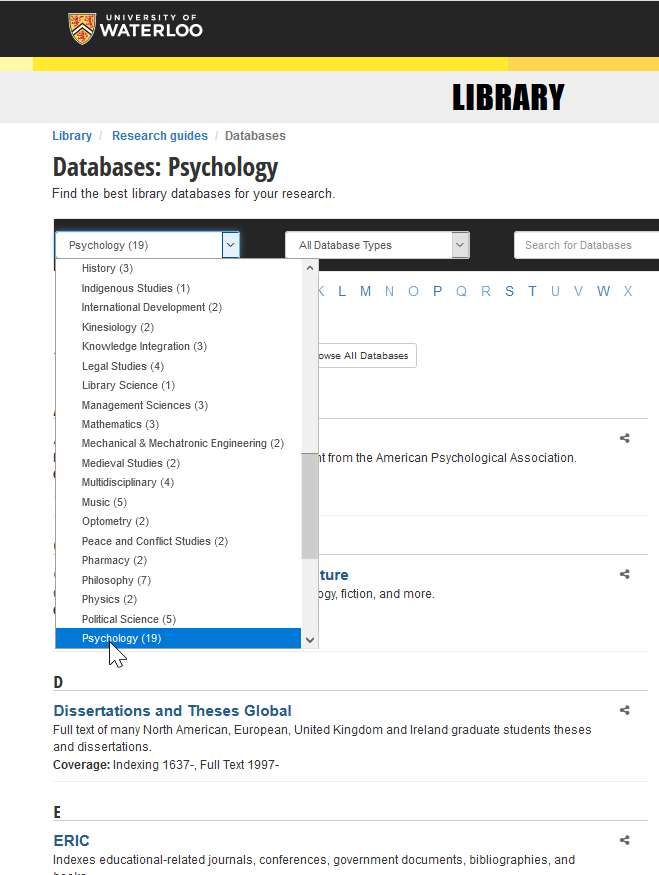 UNIVERSITY OF
WATERLOO
LIBRARY
Library / Research guides / Databases
Databases: Psychology
Find the best library databases for your research.
Psychology (19)
All Database Types
Search for Databases
K L M N O P Q R S T U V W X
History (3)
Indigenous Studies (1)
International Development (2)
Kinesiology (2)
Knowledge Integration (3)
Legal Studies (4)
Library Science (1)
Management Sciences (3)
Mathematics (3)
Mechanical & Mechatronic Engineering (2)
Medieval Studies (2)
Multidisciplinary (4)
Music (5)
Optometry (2)
Peace and Conflict Studies (2)
Pharmacy (2)
Philosophy (7)
Physics (2)
Political Science (5)
Psychology (19)
owse All Databases
from the American Psychological Association.
ture
ogy, fiction, and more.
D
Dissertations and Theses Global
Full text of many North American, European, United Kingdom and Ireland graduate students theses
and dissertations.
Coverage: Indexing 1637-, Full Text 1997-
E
ERIC
Indexes educational-related journals, conferences, government documents, bibliographies, and